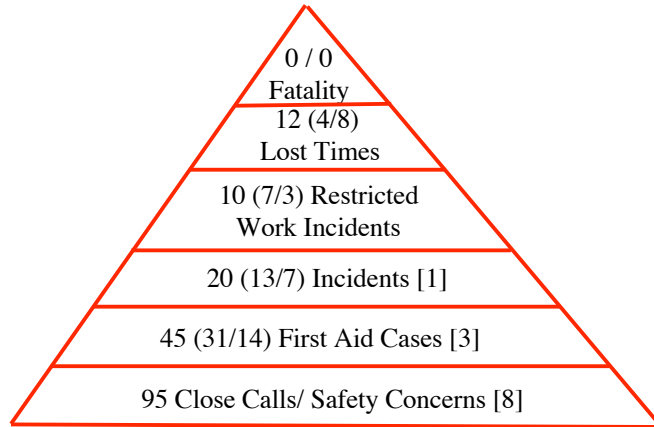 0 / 0
Fatality
12 (4/8)
Lost Times
10 (7/3) Restricted
Work Incidents
20 (13/7) Incidents [1]
45 (31/14) First Aid Cases [3]
95 Close Calls/ Safety Concerns [8]